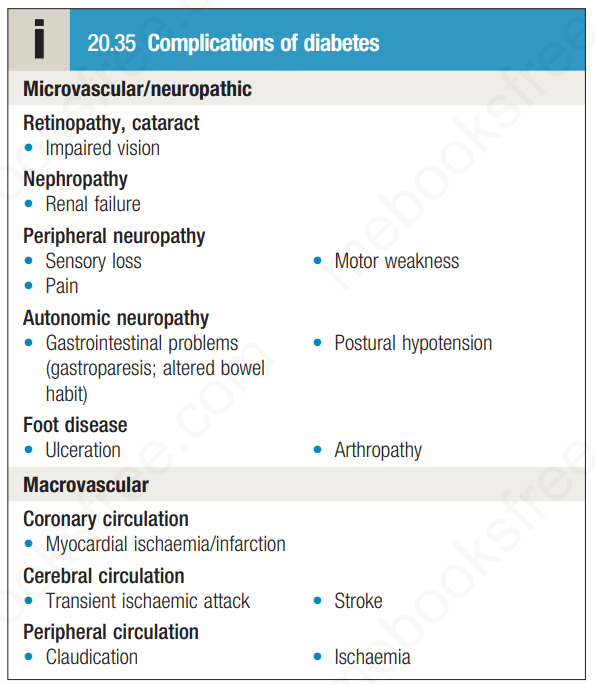 i
20.35 Complications of diabetes
Microvascular/neuropathic
Retinopathy, cataract
• Impaired vision
Nephropathy
• Renal failure
Peripheral neuropathy
• Sensory loss
• Motor weakness
• Pain
Autonomic neuropathy
• Gastrointestinal problems
(gastroparesis; altered bowel
habit)
• Postural hypotension
Foot disease
• Ulceration
• Arthropathy
Macrovascular
Coronary circulation
• Myocardial ischaemia/infarction
Cerebral circulation
• Transient ischaemic attack
• Stroke
Peripheral circulation
• Claudication
• Ischaemia